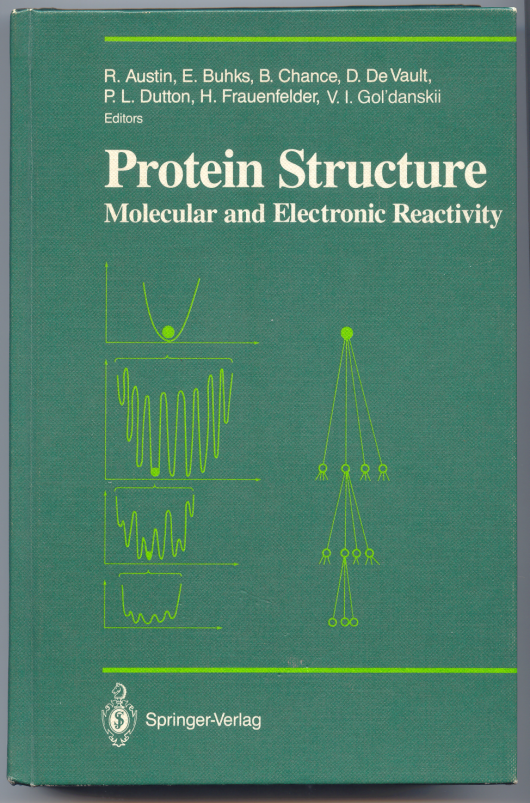 R. Austin, E. Buhks, B. Chance, D. De Vault,
P. L. Dutton, H. Frauenfelder, V. I. Gol'danskii
Editors
Protein Structure
Molecular and Electronic Reactivity
Springer-Verlag